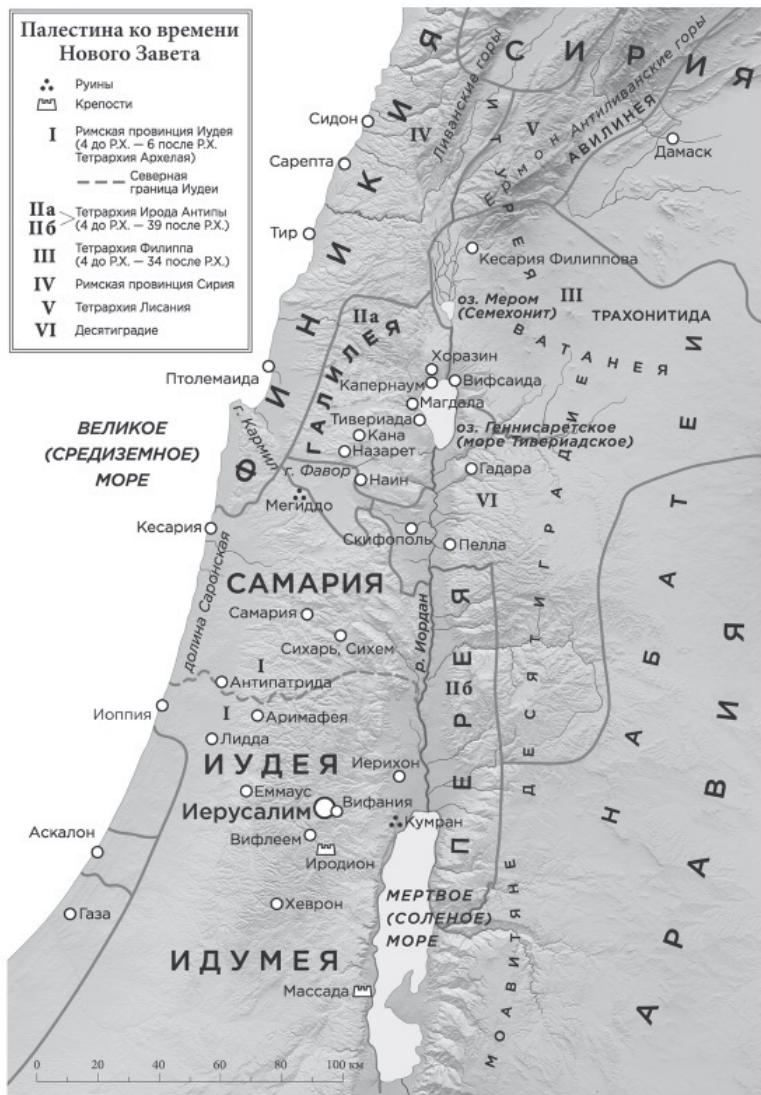 Палестина ко времени
Нового Завета
Руины
Крепости
I Римская провинция Иудея
(4 до Р.Х. — 6 после Р.Х.
Тетрархия Архелая)
Северная
граница Иудеи
IIа
IIб
Тетрархия Ирода Антипы
(4 до Р.Х. — 39 после Р.Х.)
III Тетрархия Филиппа
(4 до Р.Х. — 34 после Р.Х.)
IV Римская провинция Сирия
V Тетрархия Лисания
VI Десятиградие
СИРИЯ
ФИНИКИЯ
Ливанские горы
Антиливанские горы
Ермон
ИТУРЕЯ
АВИЛИНЕЯ
IV
V
Сидон
Дамаск
Сарепта
Тир
Кесария Филиппова
оз. Мером
(Семехонит)
III
ТРАХОНИТИДА
ВАТАНЕЯ
IIа
ГАЛИЛЕЯ
Хоразин
Птолемаида
Капернаум
Вифсаида
Магдала
Тивериада
оз. Геннисаретское
(море Тивериадское)
ВЕЛИКОЕ
(СРЕДИЗЕМНОЕ)
МОРЕ
г. Кармил
Кана
Назарет
г. Фавор
Наин
Гадара
Мегиддо
VI
Кесария
Скифополь
Пелла
долина Саронская
САМАРИЯ
Самария
Сихарь, Сихем
р. Иордан
ПЕРЕЯ
IIб
ДЕСЯТИГРАДИЕ
НАБАТЕИ
АРАВИЯ
I
Антипатрида
Иоппия
I
Аримафея
Лидда
ИУДЕЯ
Иерихон
Еммаус
Иерусалим
Вифания
Кумран
Вифлеем
Иродион
Аскалон
Газа
Хеврон
МЕРТВОЕ
(СОЛЕНОЕ)
МОРЕ
МОАВИТЯНЕ
ИДУМЕЯ
Массада
0 20 40 60 80 100 км